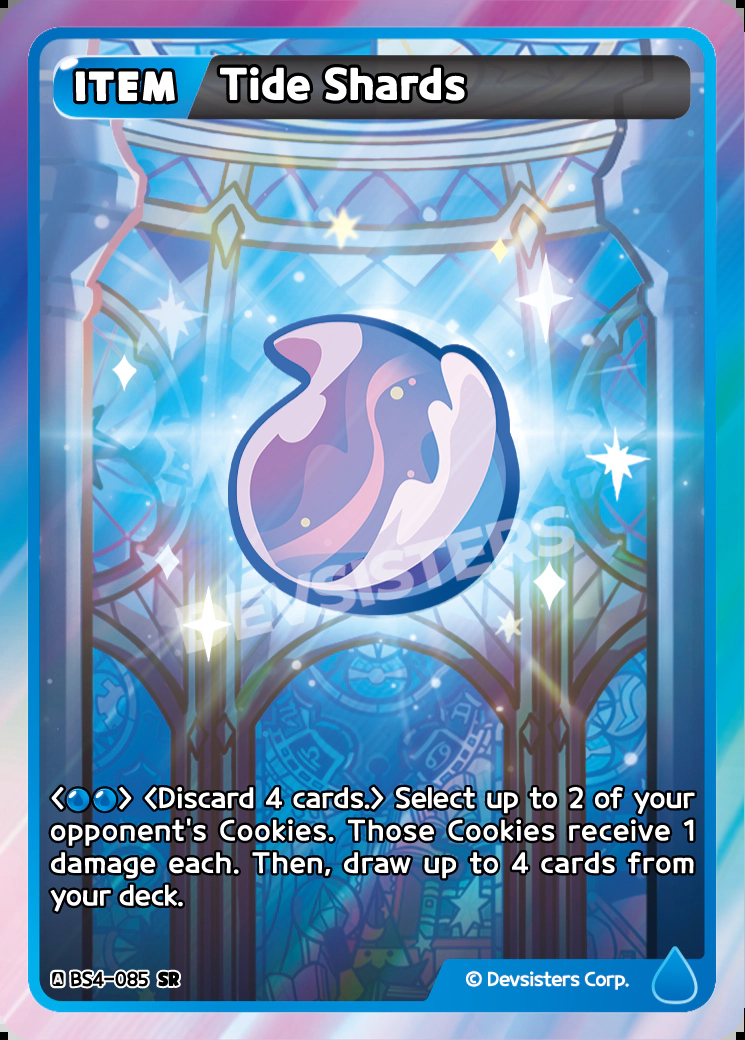 ITEM Tide Shards
DEVSISTERS
<🔵🔵> <Discard 4 cards.> Select up to 2 of your
opponent's Cookies. Those Cookies receive 1
damage each. Then, draw up to 4 cards from
your deck.
A BS4-085 SR
© Devsisters Corp.